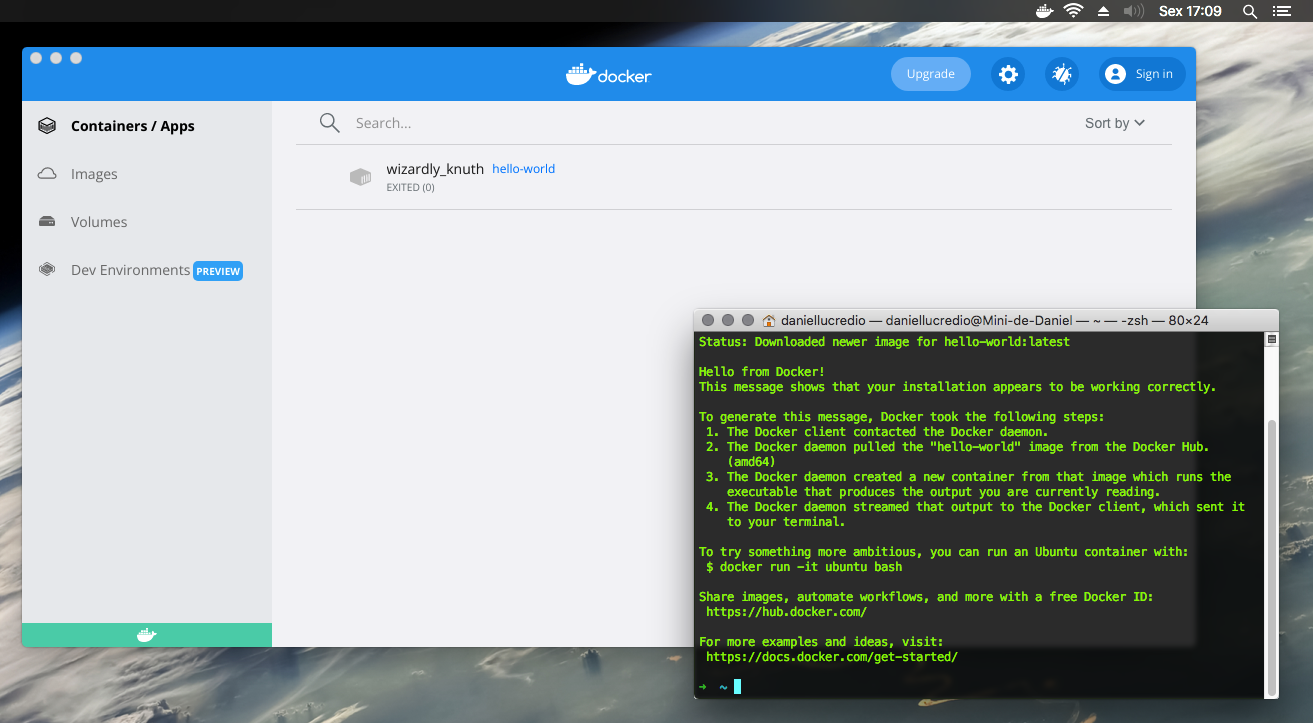 Sex 17:09
docker
Upgrade
Sign in
Containers / Apps
Images
Volumes
Dev Environments PREVIEW
Search...
Sort by
wizardly_knuth hello-world
EXITED (0)
daniellucredio — daniellucredio@Mini-de-Daniel — ~ — -zsh — 80×24
Status: Downloaded newer image for hello-world:latest
Hello from Docker!
This message shows that your installation appears to be working correctly.
To generate this message, Docker took the following steps:
1. The Docker client contacted the Docker daemon.
2. The Docker daemon pulled the "hello-world" image from the Docker Hub.
(amd64)
3. The Docker daemon created a new container from that image which runs the
executable that produces the output you are currently reading.
4. The Docker daemon streamed that output to the Docker client, which sent it
to your terminal.
To try something more ambitious, you can run an Ubuntu container with:
$ docker run -it ubuntu bash
Share images, automate workflows, and more with a free Docker ID:
https://hub.docker.com/
For more examples and ideas, visit:
https://docs.docker.com/get-started/
→ ~